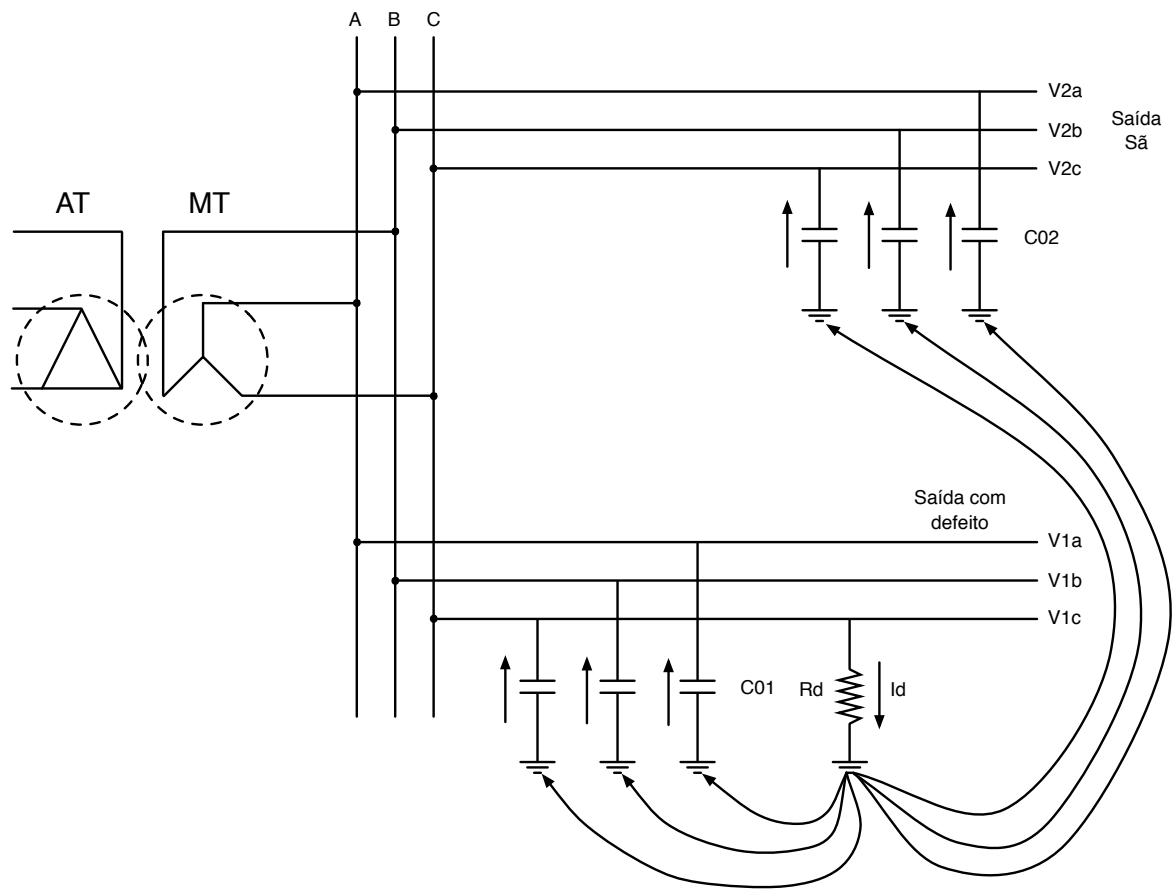 A B C
V2a
V2b
V2c
Saída
Sã
AT MT
C02
Saída com
defeito
V1a
V1b
V1c
C01 Rd Id